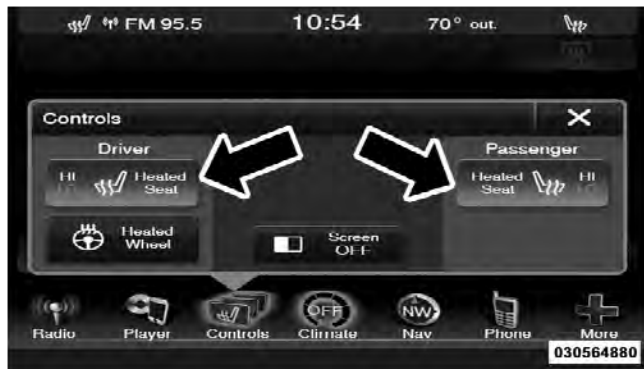 FM 95.5 10:54 70° out.
Controls
Driver Passenger
HI Heated Heated HI
LO Seat Seat
Heated
Wheel
Screen
OFF
OFF NW
Radio Player Controls Climate Nav Phone More
030564880